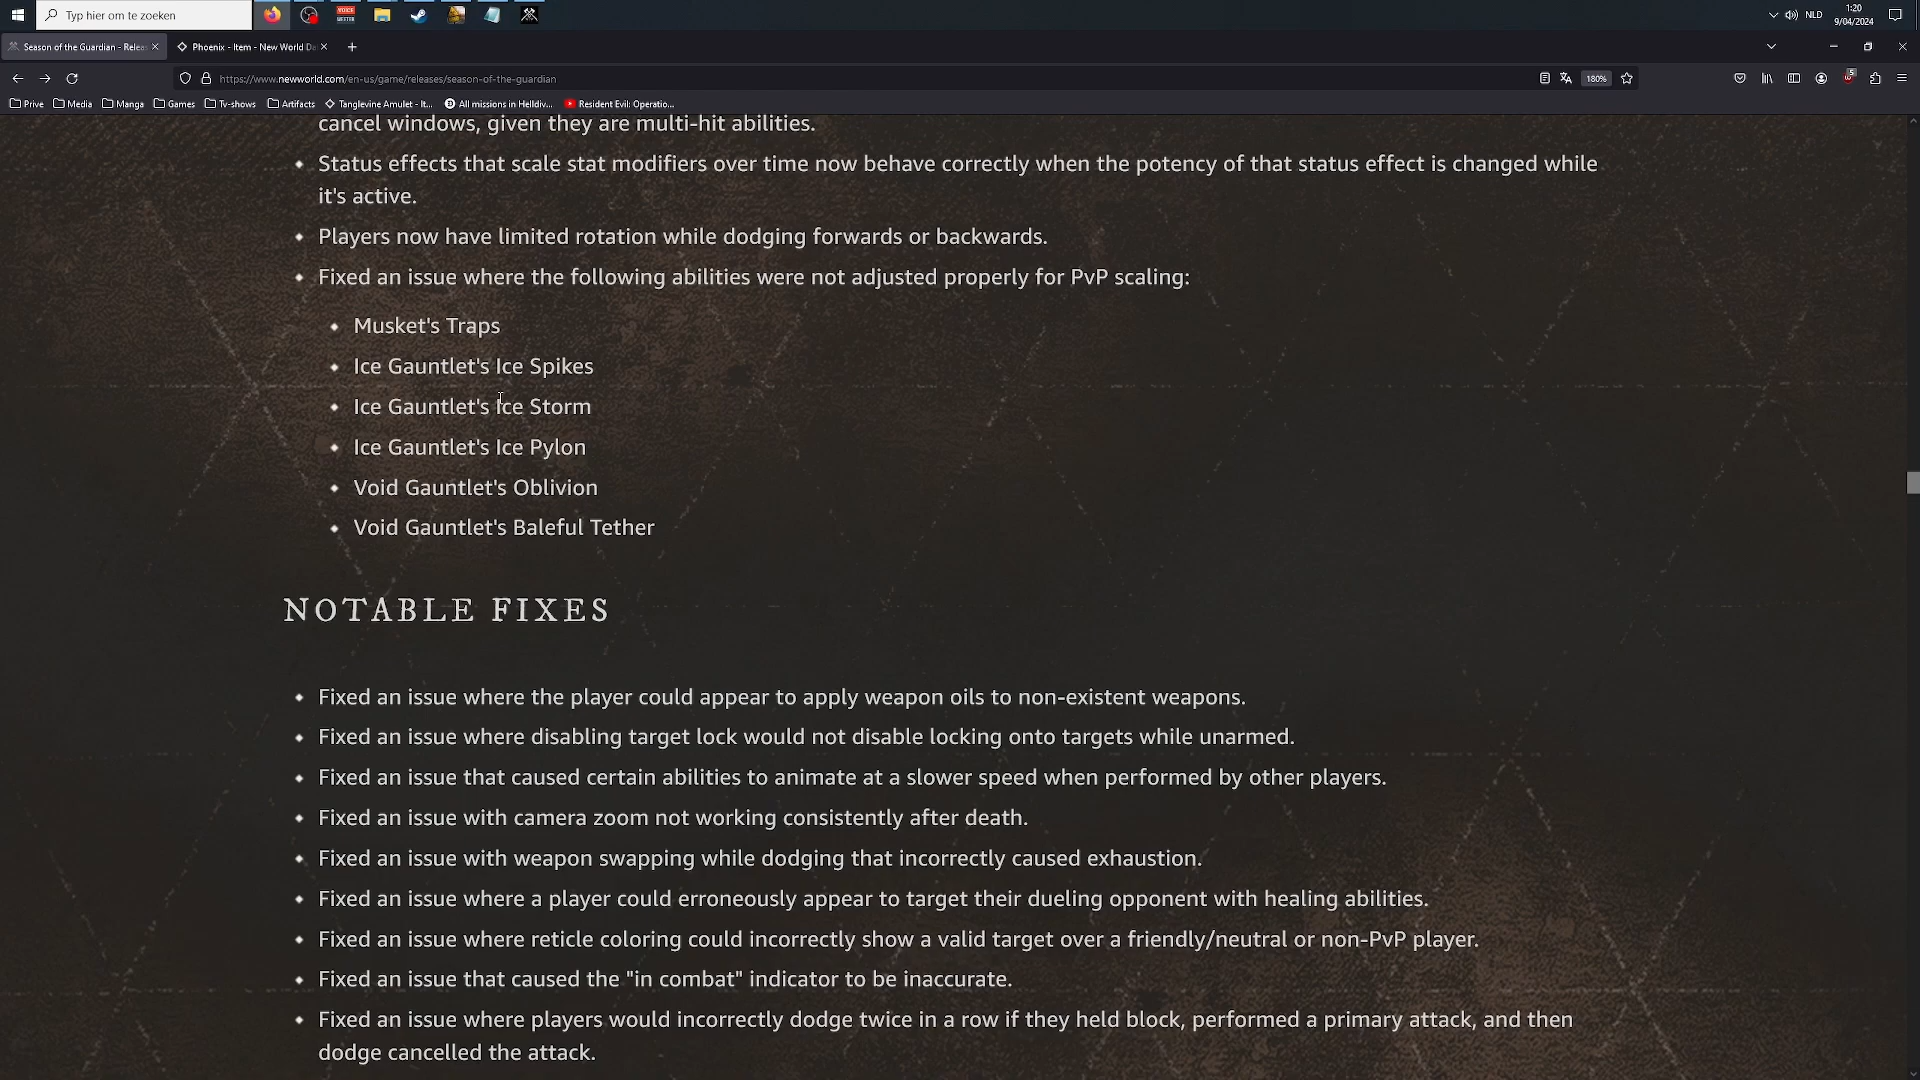 Typ hier om te zoeken
VOICE
MEETER
NLD
1:20
9/04/2024
Season of the Guardian - Relea
Phoenix - Item - New World Da
https://www.newworld.com/en-us/game/releases/season-of-the-guardian
180%
5
Prive
Media
Manga
Games
Tv-shows
Artifacts
Tanglevine Amulet - It...
All missions in Helldiv...
Resident Evil: Operatio...
cancel windows, given they are multi-hit abilities.
Status effects that scale stat modifiers over time now behave correctly when the potency of that status effect is changed while
it's active.
Players now have limited rotation while dodging forwards or backwards.
Fixed an issue where the following abilities were not adjusted properly for PvP scaling:
Musket's Traps
Ice Gauntlet's Ice Spikes
Ice Gauntlet's Ice Storm
Ice Gauntlet's Ice Pylon
Void Gauntlet's Oblivion
Void Gauntlet's Baleful Tether
NOTABLE FIXES
Fixed an issue where the player could appear to apply weapon oils to non-existent weapons.
Fixed an issue where disabling target lock would not disable locking onto targets while unarmed.
Fixed an issue that caused certain abilities to animate at a slower speed when performed by other players.
Fixed an issue with camera zoom not working consistently after death.
Fixed an issue with weapon swapping while dodging that incorrectly caused exhaustion.
Fixed an issue where a player could erroneously appear to target their dueling opponent with healing abilities.
Fixed an issue where reticle coloring could incorrectly show a valid target over a friendly/neutral or non-PvP player.
Fixed an issue that caused the "in combat" indicator to be inaccurate.
Fixed an issue where players would incorrectly dodge twice in a row if they held block, performed a primary attack, and then
dodge cancelled the attack.